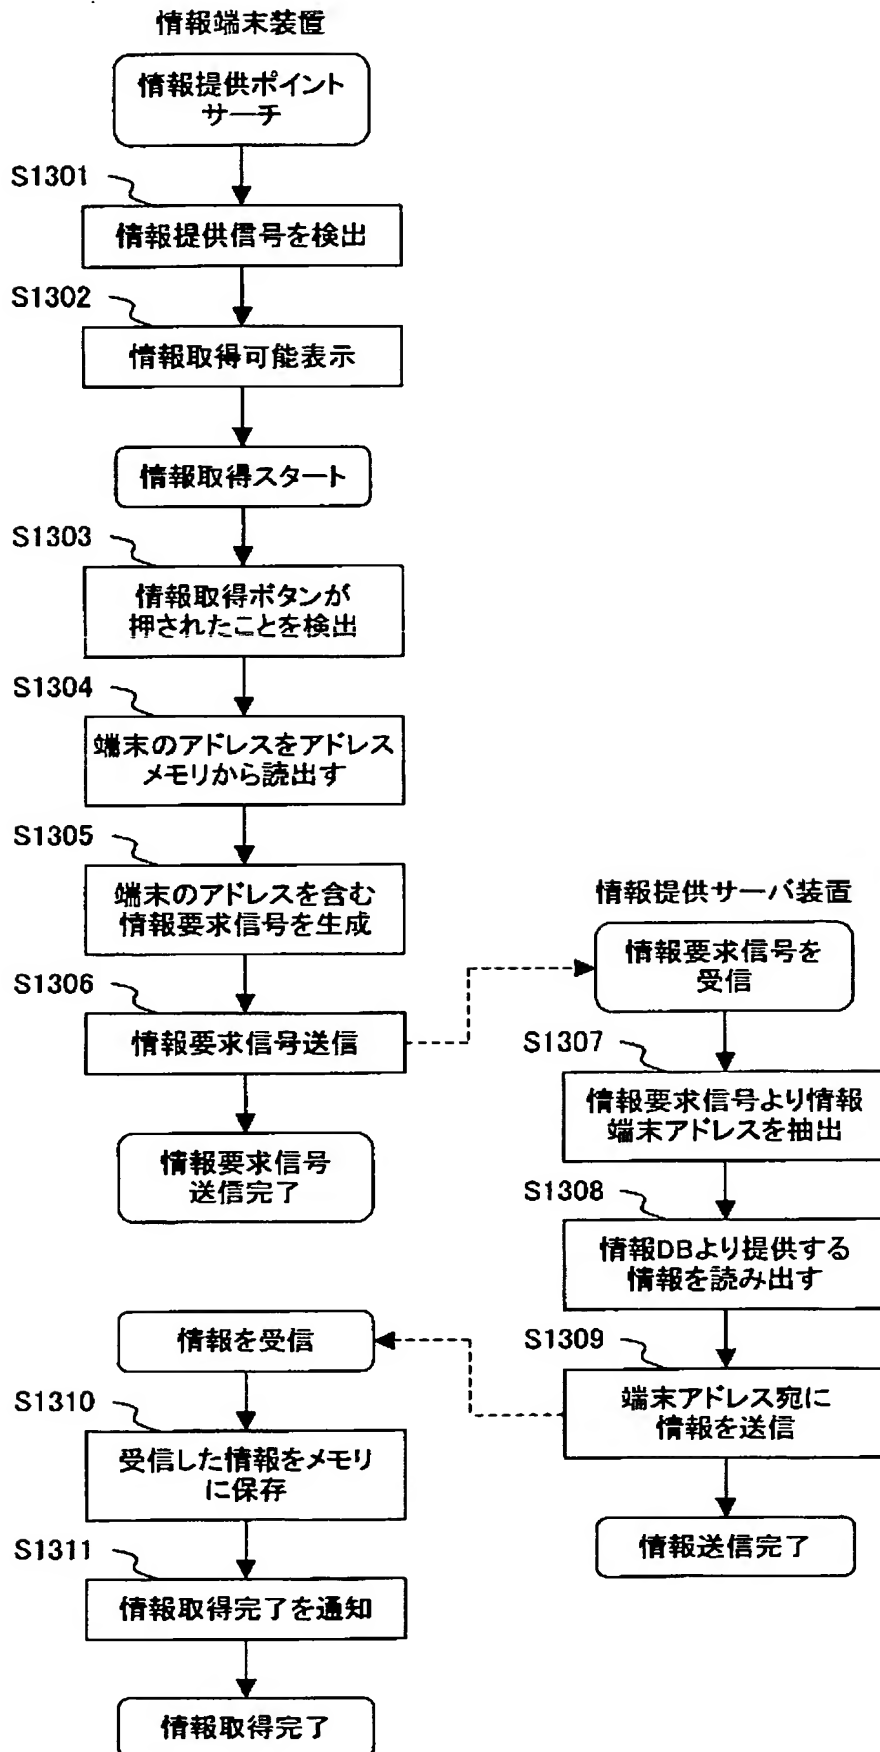 情報端末装置
情報提供ポイント
サーチ
S1301
情報提供信号を検出
S1302
情報取得可能表示
情報取得スタート
S1303
情報取得ボタンが
押されたことを検出
S1304
端末のアドレスをアドレス
メモリから読出す
S1305
端末のアドレスを含む
情報要求信号を生成
S1306
情報要求信号送信
情報要求信号
送信完了
情報提供サーバ装置
情報要求信号を
受信
S1307
情報要求信号より情報
端末アドレスを抽出
S1308
情報DBより提供する
情報を読み出す
S1309
端末アドレス宛に
情報を送信
情報送信完了
情報を受信
S1310
受信した情報をメモリ
に保存
S1311
情報取得完了を通知
情報取得完了